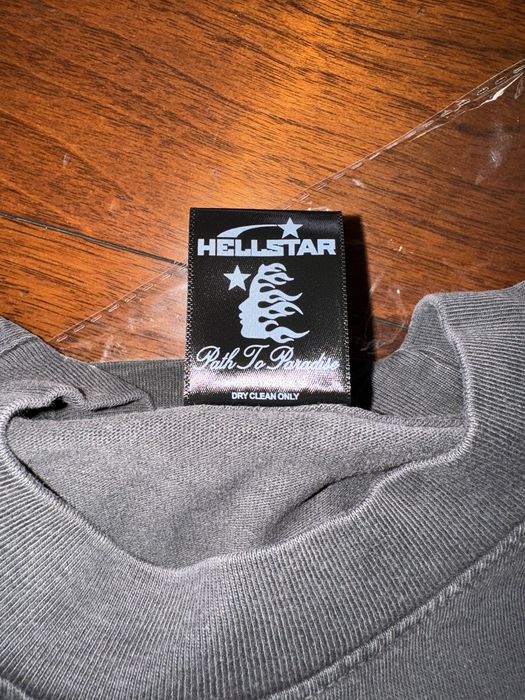 HELLSTAR
Path To Paradise
DRY CLEAN ONLY